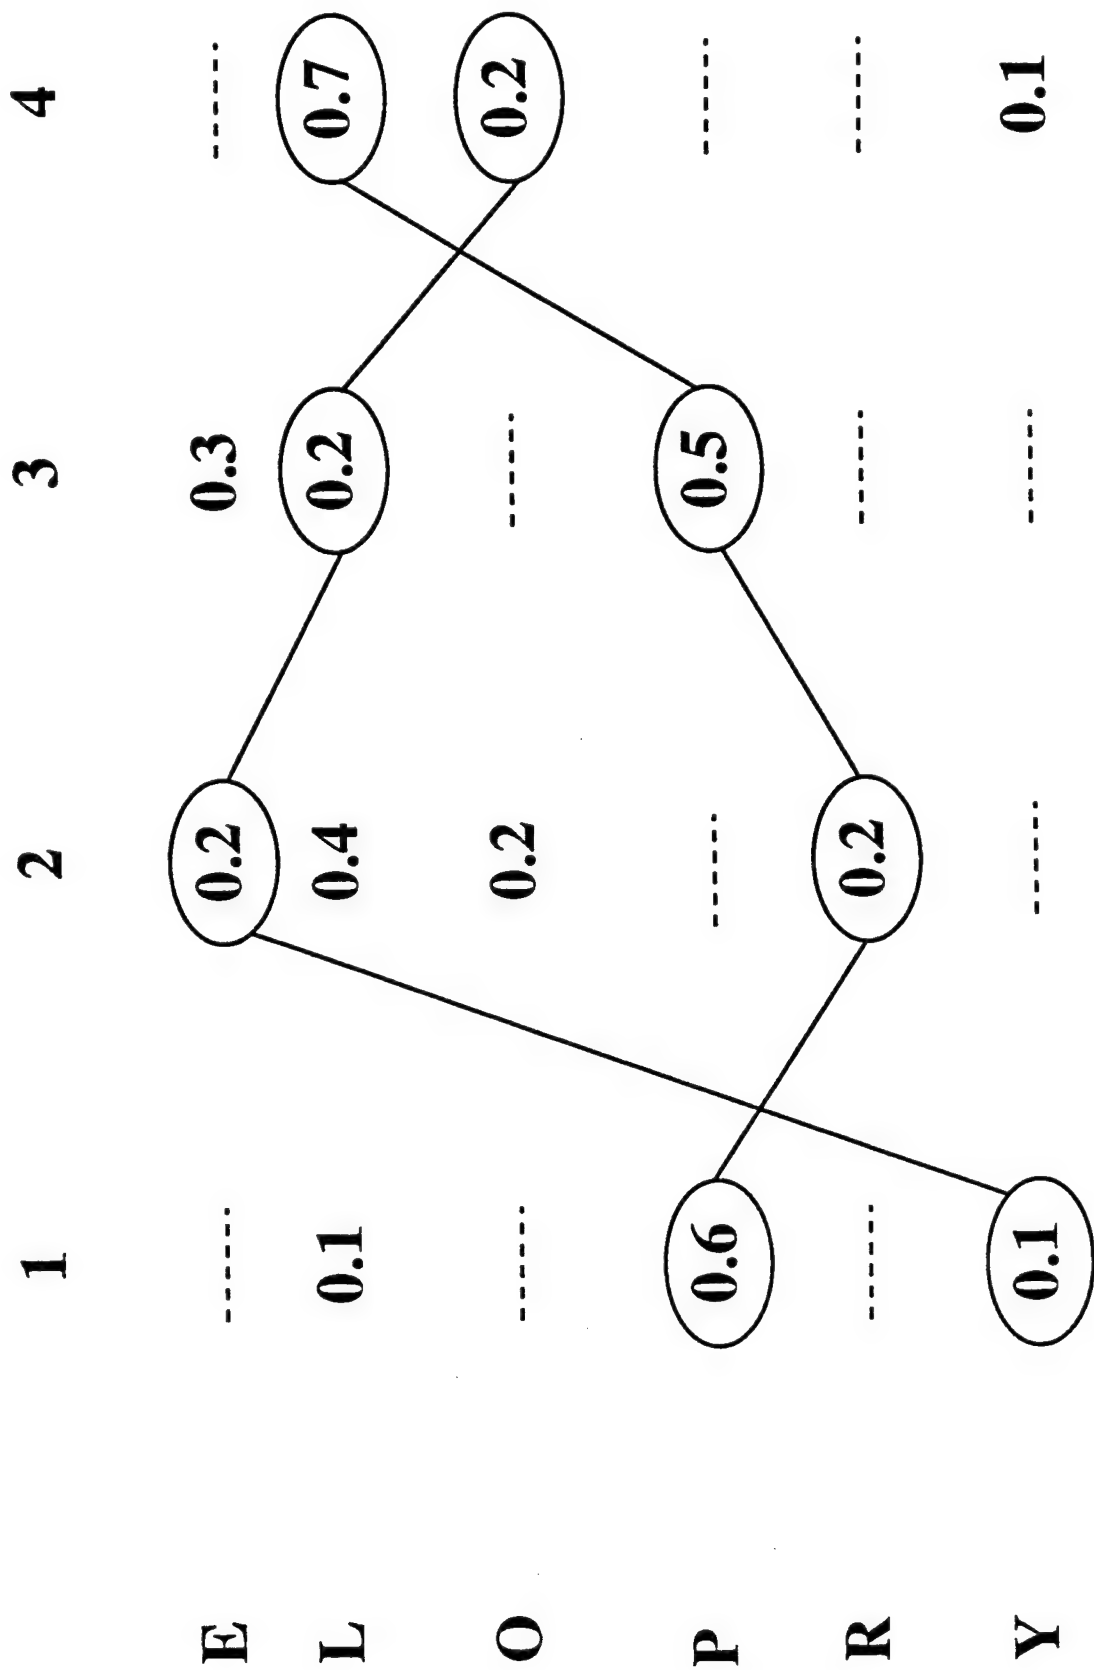 1 2 3 4
E ------ 0.2 0.3 ------
L 0.1 0.4 0.2 0.7
O ------ 0.2 ------ 0.2
P 0.6 ------ 0.5 ------
R ------ 0.2 ------ ------
Y 0.1 ------ ------ 0.1